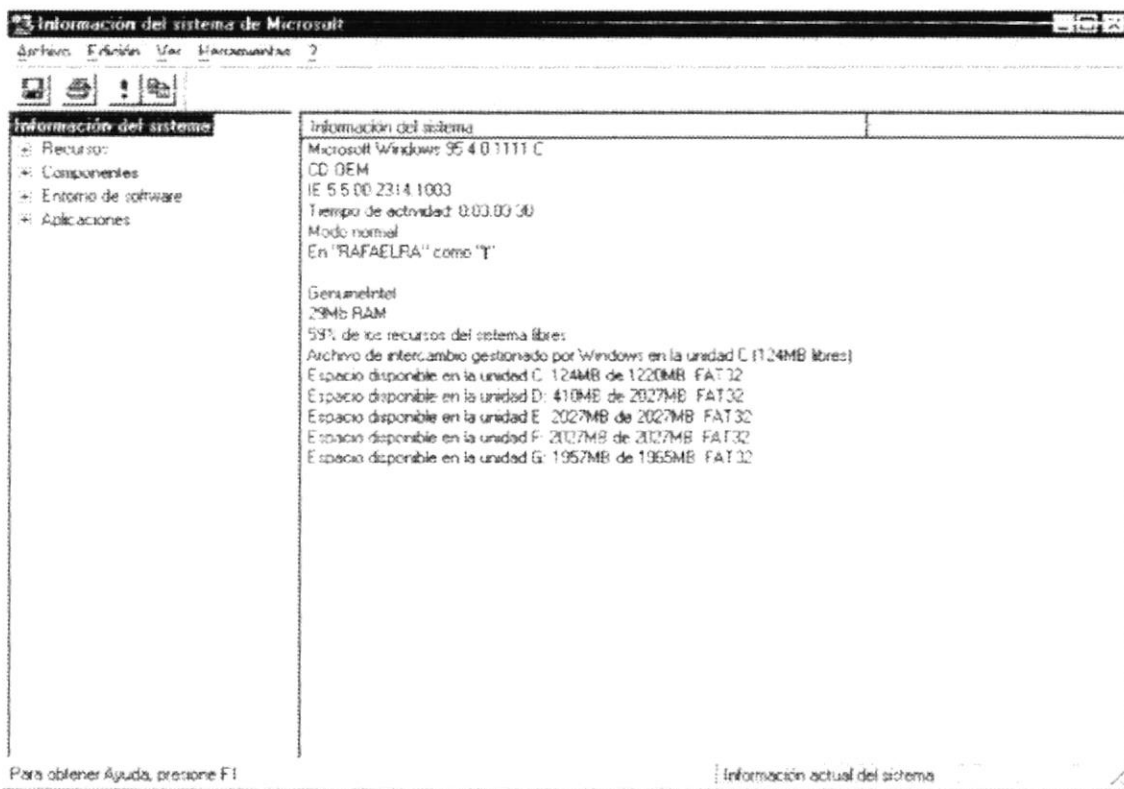 Información del sistema de Microsoft
Archivo Edición Ver Herramientas ?
Información del sistema
Recursos
Componentes
Entorno de software
Aplicaciones
Información del sistema
Microsoft Windows 95 4.0.1111 C
CD OEM
IE 5 5.00.2314.1003
Tiempo de actividad: 0:03:03:30
Modo normal
En "RAFAELRA" como
GenuineIntel
29Mb RAM
59% de los recursos del sistema libres
Archivo de intercambio gestionado por Windows en la unidad C (124MB libres)
Espacio disponible en la unidad C: 124MB de 1220MB FAT32
Espacio disponible en la unidad D: 410MB de 2027MB FAT32
Espacio disponible en la unidad E: 2027MB de 2027MB FAT32
Espacio disponible en la unidad F: 2027MB de 2027MB FAT32
Espacio disponible en la unidad G: 1957MB de 1965MB FAT32
Para obtener Ayuda, presione F1
Información actual del sistema